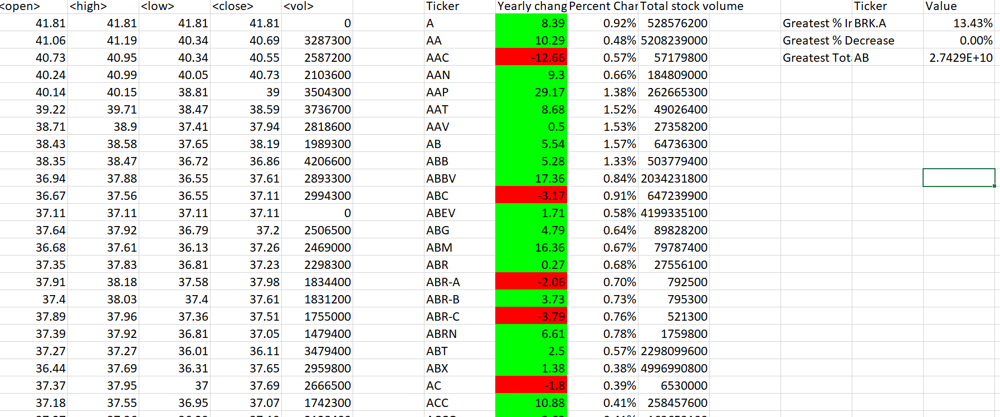 <open> <high> <low> <close> <vol> Ticker Yearly chang Percent Char Total stock volume Ticker Value
41.81 41.81 41.81 41.81 0 A 8.39 0.92% 528576200 Greatest % In BRK.A 13.43%
41.06 41.19 40.34 40.69 3287300 AA 10.29 0.48% 5208239000 Greatest % Decrease 0.00%
40.73 40.95 40.34 40.55 2587200 AAC -12.66 0.57% 57179800 Greatest Tot AB 2.7429E+10
40.24 40.99 40.05 40.73 2103600 AAN 9.3 0.66% 184809000
40.14 40.15 38.81 39 3504300 AAP 29.17 1.38% 262665300
39.22 39.71 38.47 38.59 3736700 AAT 8.68 1.52% 49026400
38.71 38.9 37.41 37.94 2818600 AAV 0.5 1.53% 27358200
38.43 38.58 37.65 38.19 1989300 AB 5.54 1.57% 64736300
38.35 38.47 36.72 36.86 4206600 ABB 5.28 1.33% 503779400
36.94 37.88 36.55 37.61 2893300 ABBV 17.36 0.84% 2034231800
36.67 37.56 36.55 37.11 2994300 ABC -3.17 0.91% 647239900
37.11 37.11 37.11 37.11 0 ABEV 1.71 0.58% 4199335100
37.64 37.92 36.79 37.2 2506500 ABG 4.79 0.64% 89828200
36.68 37.61 36.13 37.26 2469000 ABM 16.36 0.67% 79787400
37.35 37.83 36.81 37.23 2298300 ABR 0.27 0.68% 27556100
37.91 38.18 37.58 37.98 1834400 ABR-A -2.06 0.70% 792500
37.4 38.03 37.4 37.61 1831200 ABR-B 3.73 0.73% 795300
37.89 37.96 37.36 37.51 1755000 ABR-C -3.79 0.76% 521300
37.39 37.92 36.81 37.05 1479400 ABRN 6.61 0.78% 1759800
37.27 37.27 36.01 36.11 3479400 ABT 2.5 0.57% 2298099600
36.44 37.69 36.31 37.65 2959800 ABX 1.38 0.38% 4996990800
37.37 37.95 37 37.69 2666500 AC -1.8 0.39% 6530000
37.18 37.55 36.95 37.07 1742300 ACC 10.88 0.41% 258457600